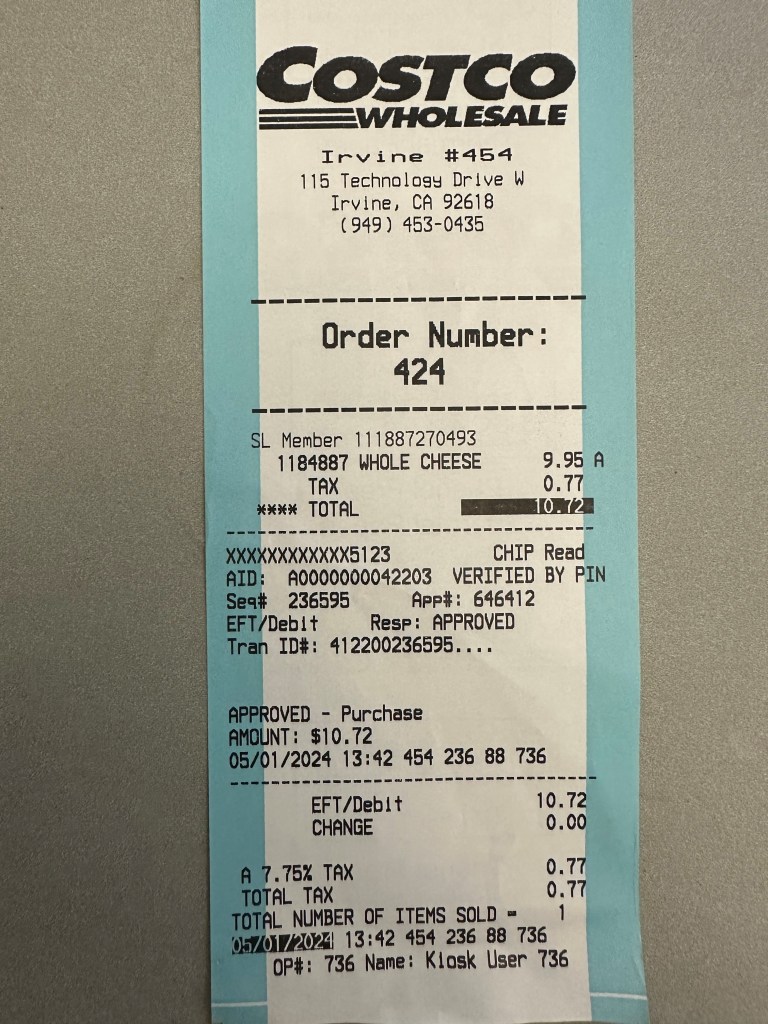 COSTCO
WHOLESALE
Irvine #454
115 Technology Drive W
Irvine, CA 92618
(949) 453-0435
Order Number:
424
SL Member 111887270493
1184887 WHOLE CHEESE 9.95 A
TAX 0.77
**** TOTAL 10.72
XXXXXXXXXXXX5123 CHIP Read
AID: A0000000042203 VERIFIED BY PIN
Seq# 236595 App#: 646412
EFT/Debit Resp: APPROVED
Tran ID#: 412200236595....
APPROVED - Purchase
AMOUNT: $10.72
05/01/2024 13:42 454 236 88 736
EFT/Debit 10.72
CHANGE 0.00
A 7.75% TAX 0.77
TOTAL TAX 0.77
TOTAL NUMBER OF ITEMS SOLD = 1
05/01/2024 13:42 454 236 88 736
OP#: 736 Name: Kiosk User 736